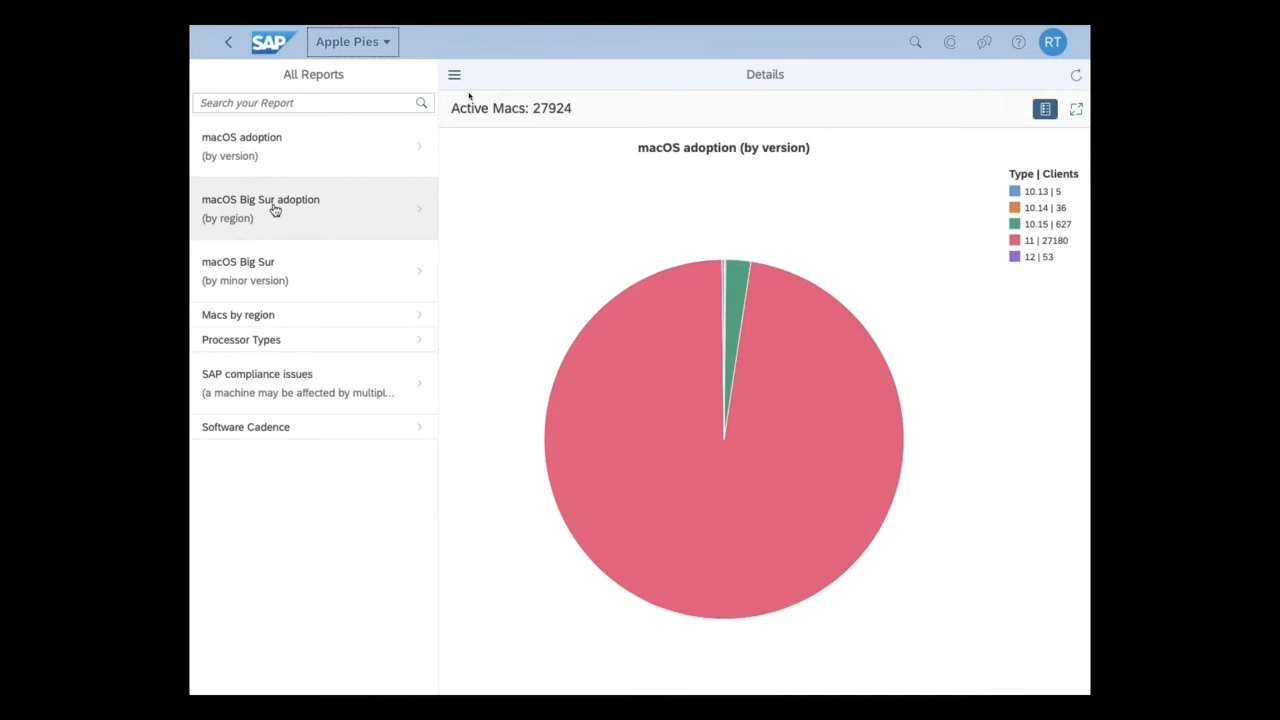 SAP
Apple Pies
RT
All Reports
Details
Search your Report
Active Macs: 27924
macOS adoption
(by version)
macOS Big Sur adoption
(by region)
macOS Big Sur
(by minor version)
Macs by region
Processor Types
SAP compliance issues
(a machine may be affected by multipl...
Software Cadence
macOS adoption (by version)
Type | Clients
10.13 | 5
10.14 | 36
10.15 | 627
11 | 27180
12 | 53